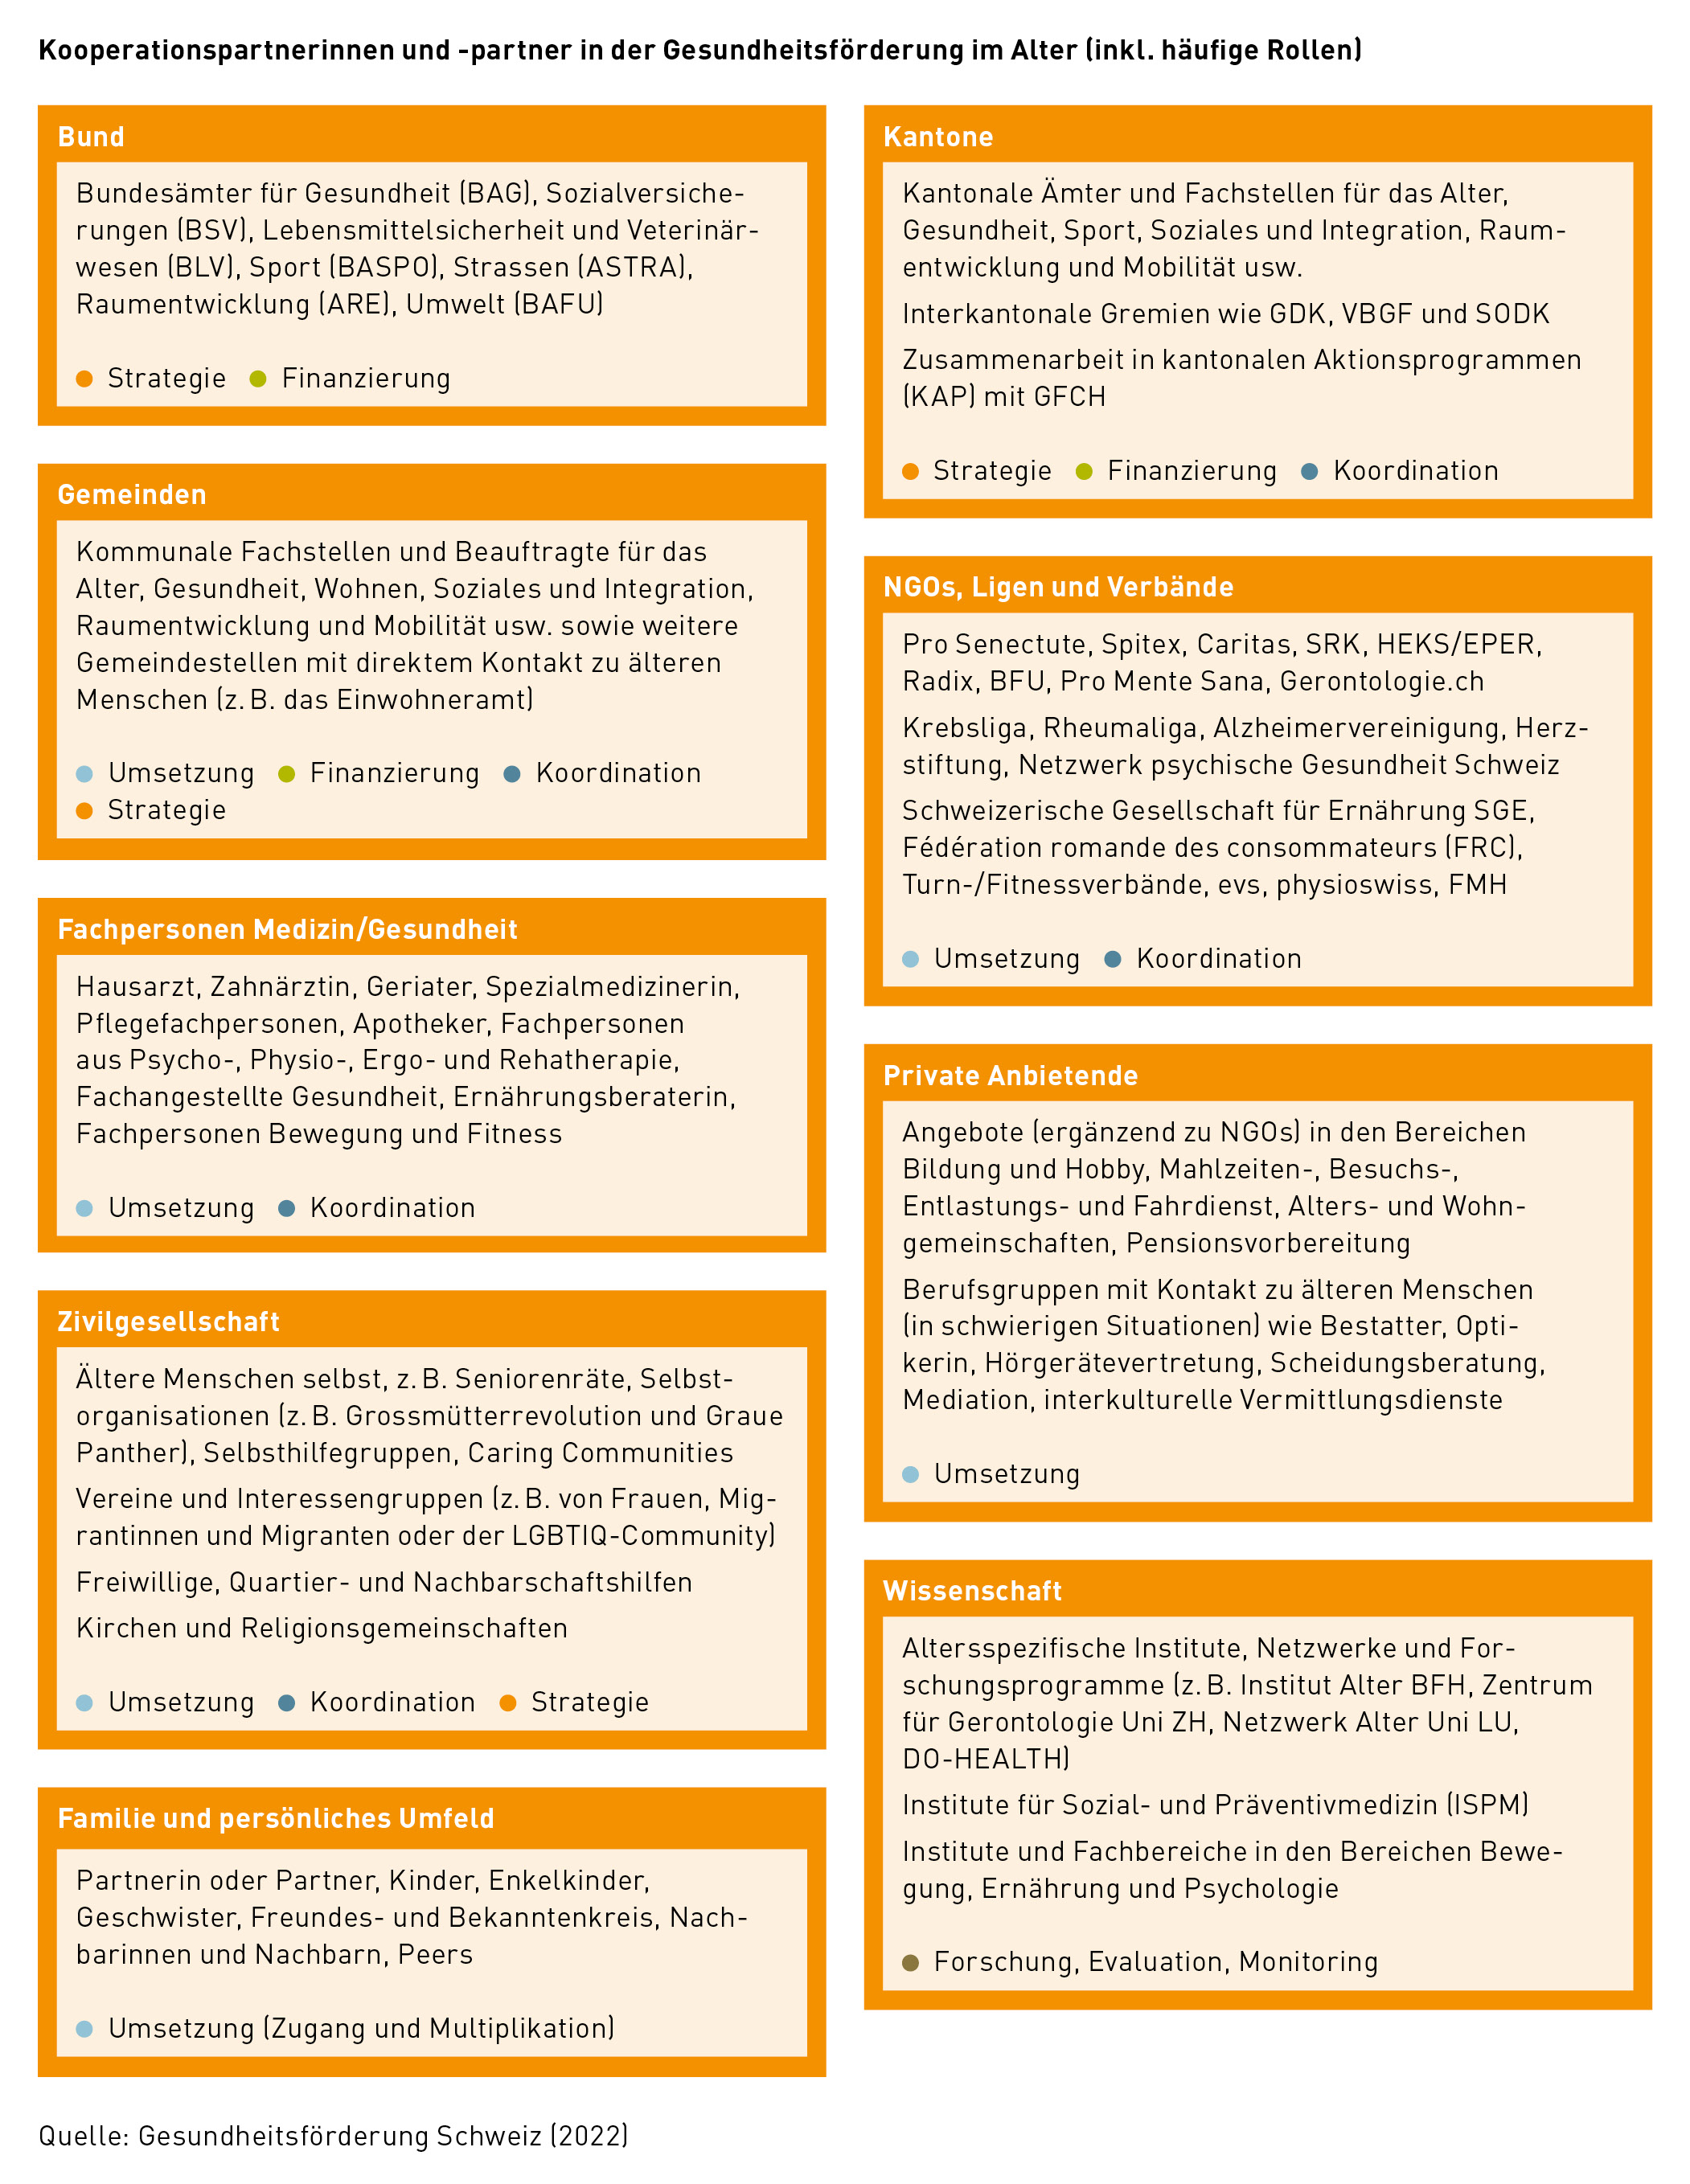 Kooperationspartnerinnen und -partner in der Gesundheitsförderung im Alter (inkl. häufige Rollen)
Bund
Bundesämter für Gesundheit (BAG), Sozialversiche-
rungen (BSV), Lebensmittelsicherheit und Veterinär-
wesen (BLV), Sport (BASPO), Strassen (ASTRA),
Raumentwicklung (ARE), Umwelt (BAFU)
Strategie Finanzierung
Gemeinden
Kommunale Fachstellen und Beauftragte für das
Alter, Gesundheit, Wohnen, Soziales und Integration,
Raumentwicklung und Mobilität usw. sowie weitere
Gemeindestellen mit direktem Kontakt zu älteren
Menschen (z. B. das Einwohneramt)
Umsetzung Finanzierung Koordination
Strategie
Fachpersonen Medizin/Gesundheit
Hausarzt, Zahnärztin, Geriater, Spezialmedizinerin,
Pflegefachpersonen, Apotheker, Fachpersonen
aus Psycho-, Physio-, Ergo- und Rehatherapie,
Fachangestellte Gesundheit, Ernährungsberaterin,
Fachpersonen Bewegung und Fitness
Umsetzung Koordination
Zivilgesellschaft
Ältere Menschen selbst, z. B. Seniorenräte, Selbst-
organisationen (z. B. Grossmütterrevolution und Graue
Panther), Selbsthilfegruppen, Caring Communities
Vereine und Interessengruppen (z. B. von Frauen, Mig-
rantinnen und Migranten oder der LGBTIQ-Community)
Freiwillige, Quartier- und Nachbarschaftshilfen
Kirchen und Religionsgemeinschaften
Umsetzung Koordination Strategie
Familie und persönliches Umfeld
Partnerin oder Partner, Kinder, Enkelkinder,
Geschwister, Freundes- und Bekanntenkreis, Nach-
barinnen und Nachbarn, Peers
Umsetzung (Zugang und Multiplikation)
Kantone
Kantonale Ämter und Fachstellen für das Alter,
Gesundheit, Sport, Soziales und Integration, Raum-
entwicklung und Mobilität usw.
Interkantonale Gremien wie GDK, VBGF und SODK
Zusammenarbeit in kantonalen Aktionsprogrammen
(KAP) mit GFCH
Strategie Finanzierung Koordination
NGOs, Ligen und Verbände
Pro Senectute, Spitex, Caritas, SRK, HEKS/EPER,
Radix, BFU, Pro Mente Sana, Gerontologie.ch
Krebsliga, Rheumaliga, Alzheimervereinigung, Herz-
stiftung, Netzwerk psychische Gesundheit Schweiz
Schweizerische Gesellschaft für Ernährung SGE,
Fédération romande des consommateurs (FRC),
Turn-/Fitnessverbände, evs, physioswiss, FMH
Umsetzung Koordination
Private Anbietende
Angebote (ergänzend zu NGOs) in den Bereichen
Bildung und Hobby, Mahlzeiten-, Besuchs-,
Entlastungs- und Fahrdienst, Alters- und Wohn-
gemeinschaften, Pensionsvorbereitung
Berufsgruppen mit Kontakt zu älteren Menschen
(in schwierigen Situationen) wie Bestatter, Opti-
kerin, Hörgerätevertretung, Scheidungsberatung,
Mediation, interkulturelle Vermittlungsdienste
Umsetzung
Wissenschaft
Altersspezifische Institute, Netzwerke und For-
schungsprogramme (z. B. Institut Alter BFH, Zentrum
für Gerontologie Uni ZH, Netzwerk Alter Uni LU,
DO-HEALTH)
Institute für Sozial- und Präventivmedizin (ISPM)
Institute und Fachbereiche in den Bereichen Bewe-
gung, Ernährung und Psychologie
Forschung, Evaluation, Monitoring
Quelle: Gesundheitsförderung Schweiz (2022)